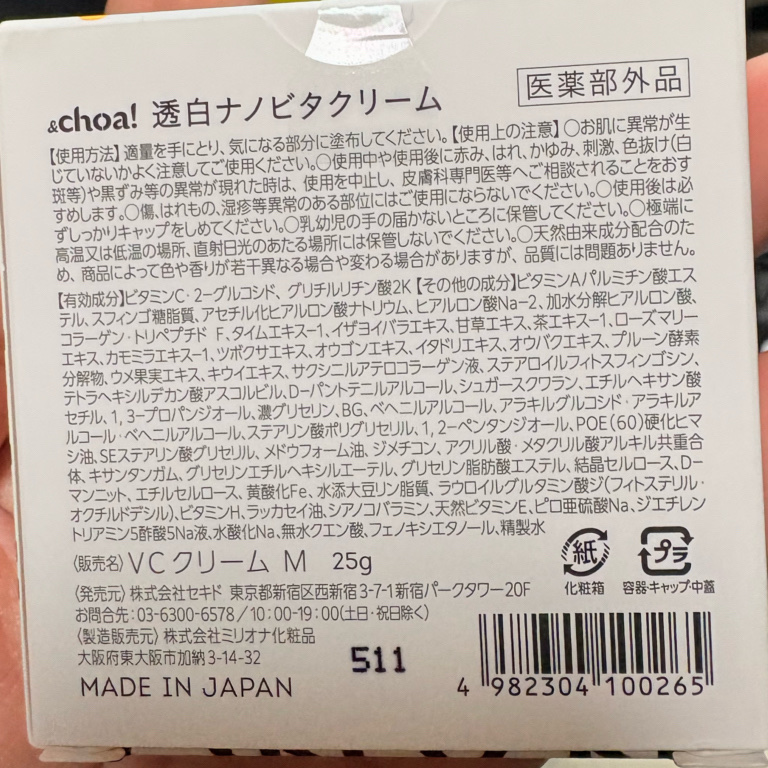 &choa! 透白ナノビタクリーム
医薬部外品
【使用方法】適量を手にとり、気になる部分に塗布してください。【使用上の注意】○お肌に異常が生
じていないかよく注意してご使用ください。○使用中や使用後に赤み、はれ、かゆみ、刺激、色抜け(白
斑等)や黒ずみ等の異常が現れた時は、使用を中止し、皮膚科専門医等へご相談されることをおす
すめします。○傷、はれもの、湿疹等異常のある部位にはご使用にならないでください。○使用後は必
ずしっかりキャップをしめてください。○乳幼児の手の届かないところに保管してください。○極端に
高温又は低温の場所、直射日光のあたる場所には保管しないでください。○天然由来成分配合のた
め、商品によって色や香りが若干異なる場合や変わる場合がありますが、品質には問題ありません。
【有効成分】ビタミンC・2-グルコシド、グリチルリチン酸2K【その他の成分】ビタミンAパルミチン酸エス
テル、スフィンゴ糖脂質、アセチル化ヒアルロン酸ナトリウム、ヒアルロン酸Na-2、加水分解ヒアルロン酸、
コラーゲン・トリペプチド F、タイムエキス-1、イザヨイバラエキス、甘草エキス、茶エキス-1、ローズマリー
エキス、カモミラエキス-1、ツボクサエキス、オウゴンエキス、イタドリエキス、オウバクエキス、プルーン酵素
分解物、ウメ果実エキス、キウイエキス、サクシニルアテロコラーゲン液、ステアロイルフィトスフィンゴシン、
テトラヘキシルデカン酸アスコルビル、D-パントテニルアルコール、シュガースクワラン、エチルヘキサン酸
セチル、1,3-プロパンジオール、濃グリセリン、BG、ベヘニルアルコール、アラキルグルコシド・アラキルア
ルコール・ベヘニルアルコール、ステアリン酸ポリグリセリル、1,2-ペンタンジオール、POE(60)硬化ヒマ
シ油、SEステアリン酸グリセリル、メドウフォーム油、ジメチコン、アクリル酸・メタクリル酸アルキル共重合
体、キサンタンガム、グリセリンエチルヘキシルエーテル、グリセリン脂肪酸エステル、結晶セルロース、D-
マンニット、エチルセルロース、黄酸化Fe、水添大豆リン脂質、ラウロイルグルタミン酸ジ(フィトステリル・
オクチルドデシル)、ビタミンH、ラッカセイ油、シアノコバラミン、天然ビタミンE、ピロ亜硫酸Na、ジエチレン
トリアミン5酢酸5Na液、水酸化Na、無水クエン酸、フェノキシエタノール、精製水
〈販売名〉VCクリーム M 25g
紙
化粧箱
プラ
容器・キャップ・中蓋
〈発売元〉株式会社セキド 東京都新宿区西新宿3-7-1新宿パークタワー20F
お問合先:03-6300-6578/10:00-19:00(土日・祝日除く)
〈製造販売元〉株式会社ミリオナ化粧品
大阪府東大阪市加納3-14-32
511
MADE IN JAPAN
4 982304 100265